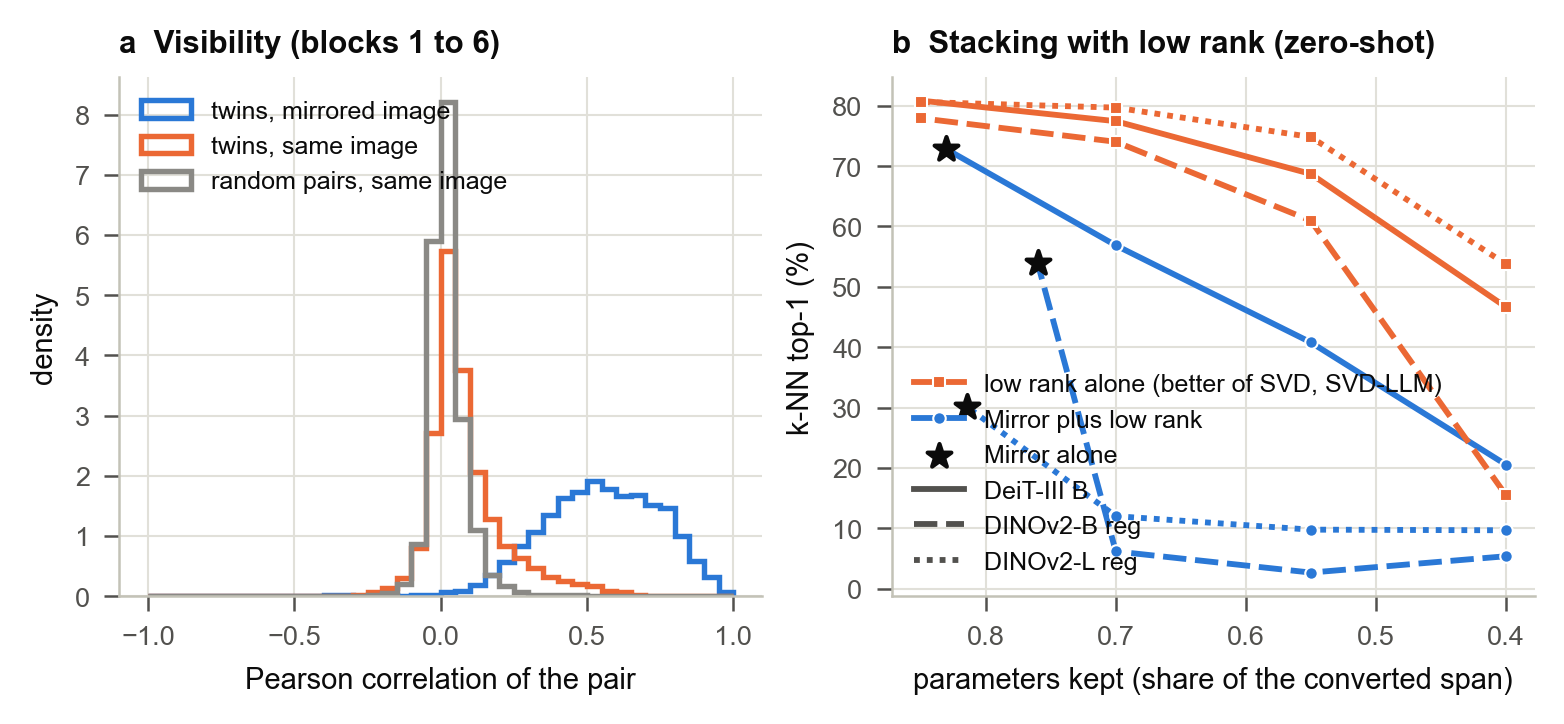 a Visibility (blocks 1 to 6)
twins, mirrored image
twins, same image
random pairs, same image
density
8
7
6
5
4
3
2
1
0
−1.0
−0.5
0.0
0.5
1.0
Pearson correlation of the pair
b Stacking with low rank (zero-shot)
k-NN top-1 (%)
80
70
60
50
40
30
20
10
0
low rank alone (better of SVD, SVD-LLM)
Mirror plus low rank
Mirror alone
DeiT-III B
DINOv2-B reg
DINOv2-L reg
0.8
0.7
0.6
0.5
0.4
parameters kept (share of the converted span)